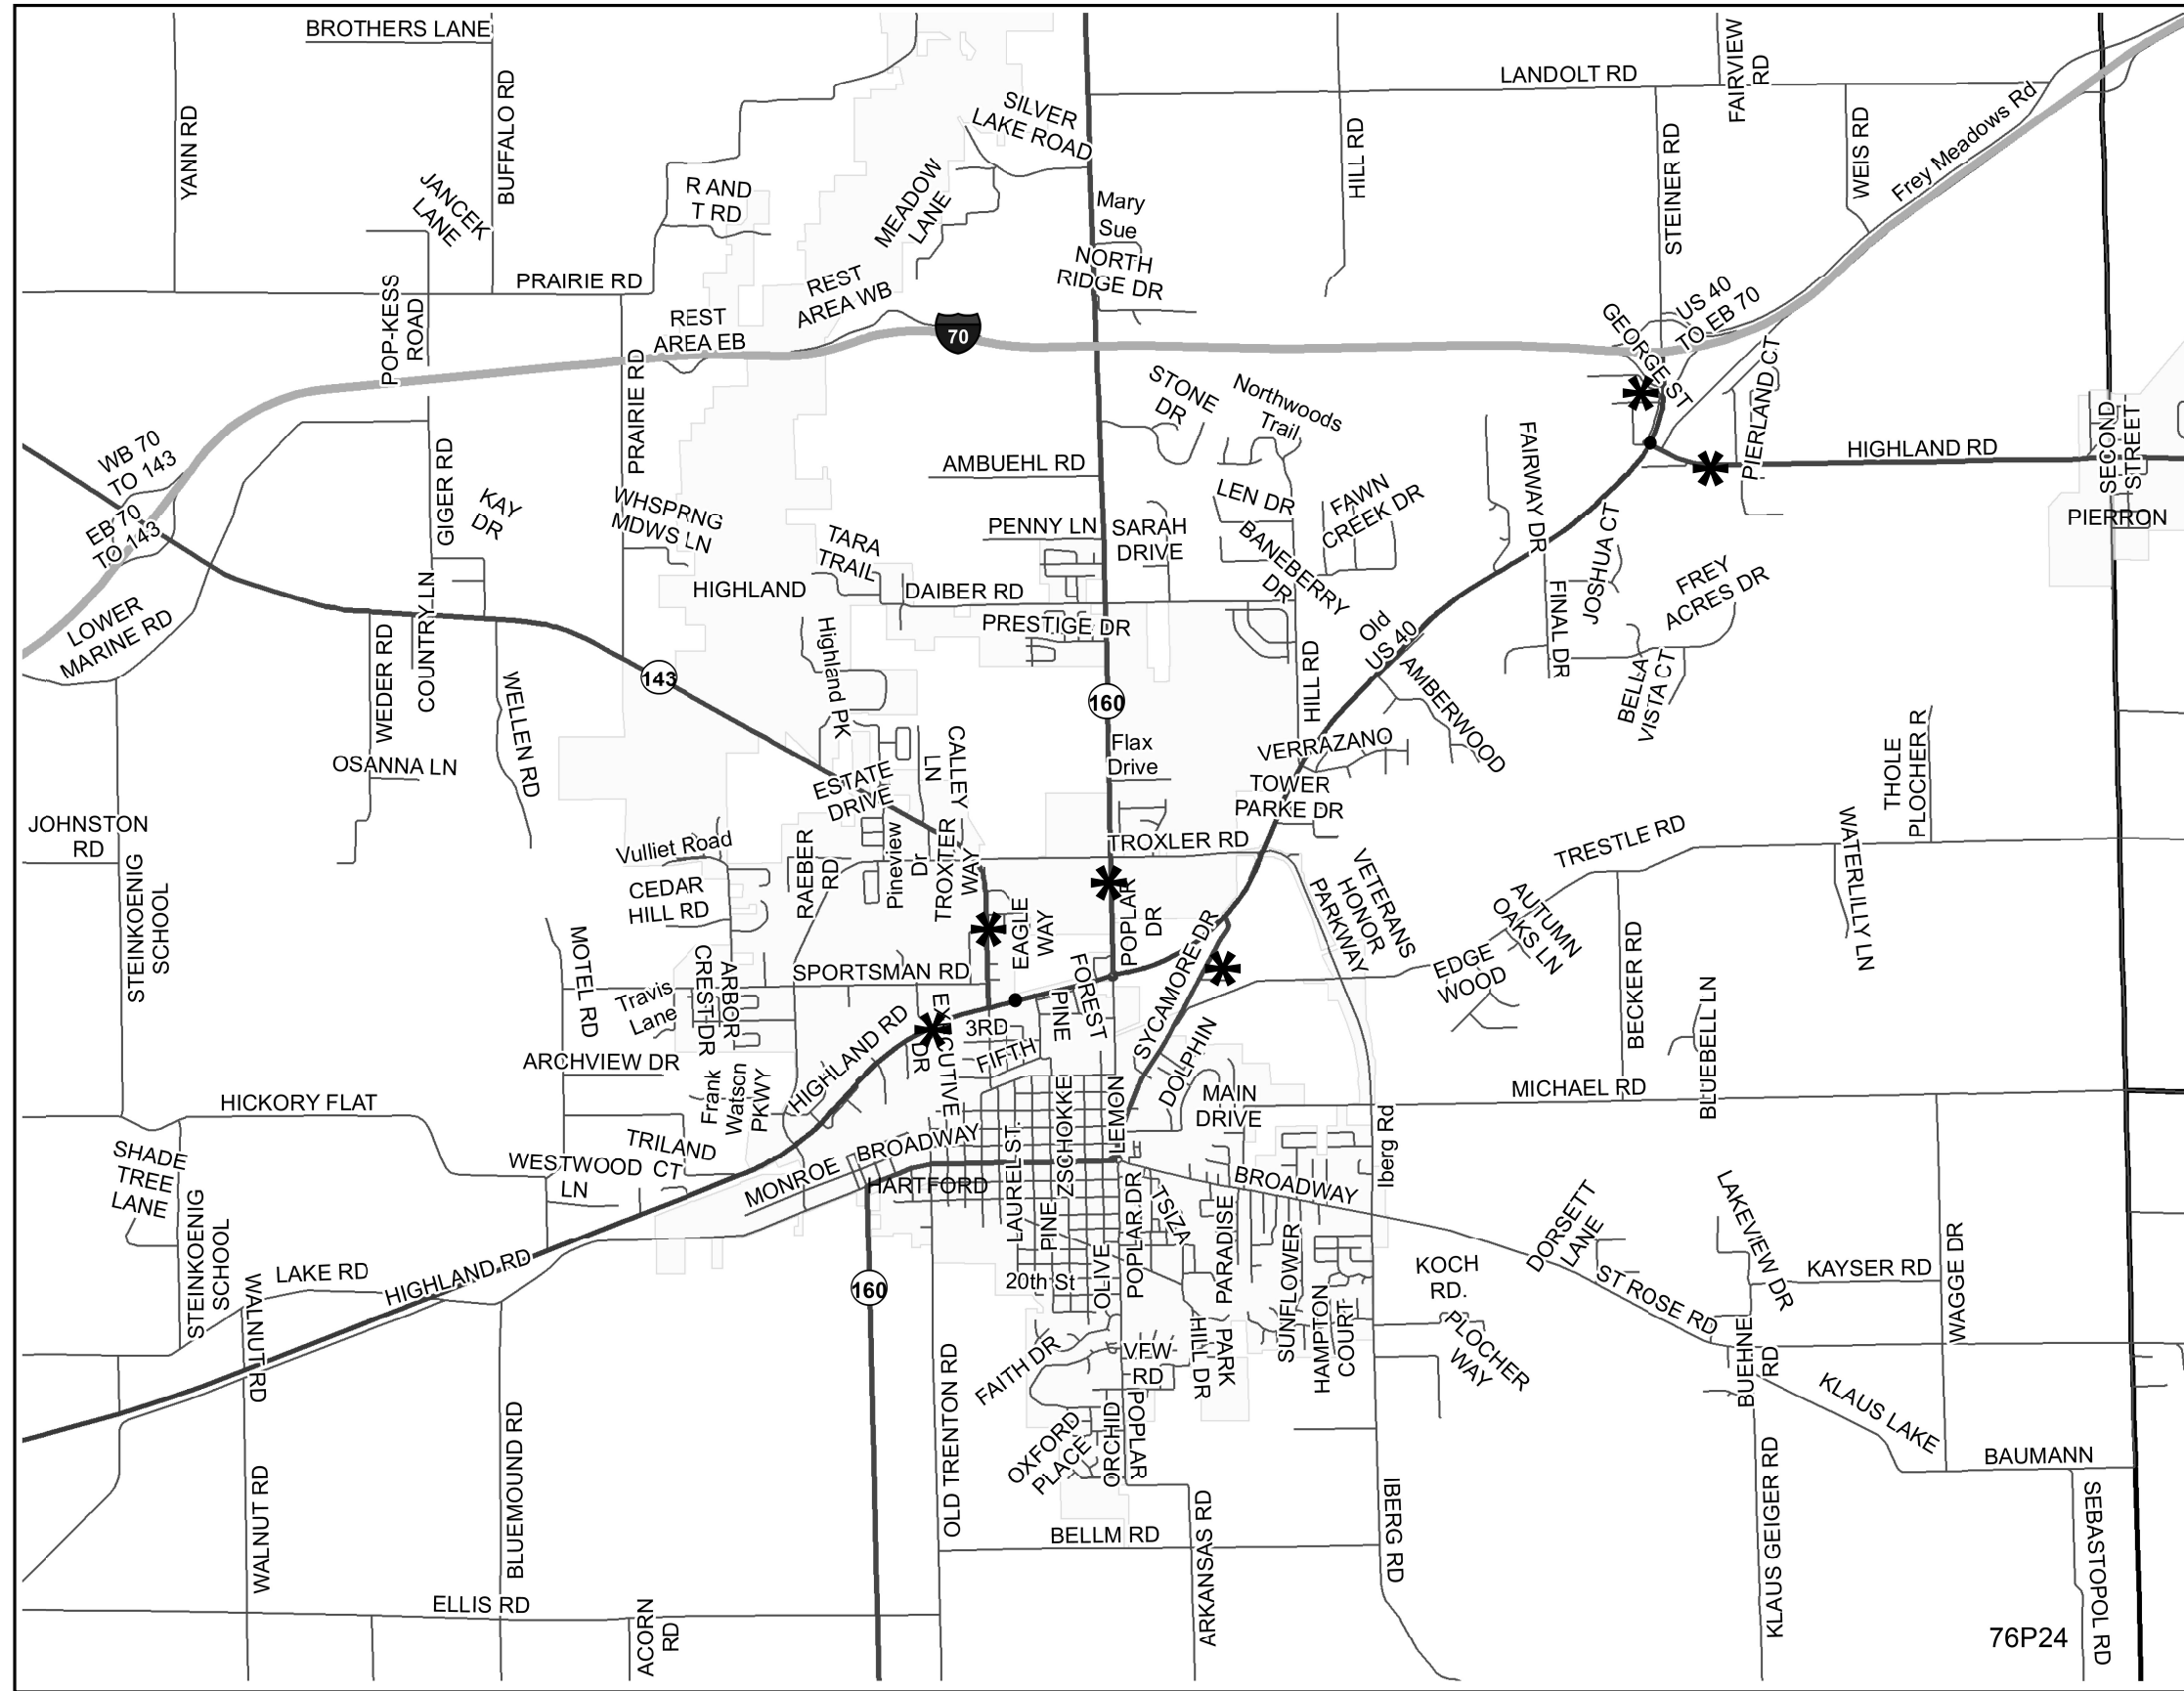 BROTHERS LANE
YANN RD
BUFFALO RD
JANCEK
LANE
R AND
T RD
SILVER
LAKE ROAD
MEADOW
LANE
Mary
Sue
NORTH
RIDGE DR
HILL RD
LANDOLT RD
FAIRVIEW
RD
STEINER RD
WEIS RD
Frey Meadows Rd
PRAIRIE RD
POP-KESS
ROAD
REST
AREA EB
REST
AREA WB
70
GEORGE ST
US 40
TO EB 70
PIERLAND CT
HIGHLAND RD
SECOND
STREET
PIERRON
WB 70
TO 143
EB 70
TO 143
LOWER
MARINE RD
GIGER RD
KAY
DR
PRAIRIE RD
WHSPRNG
MDWS LN
TARA
TRAIL
HIGHLAND
AMBUEHL RD
PENNY LN
DAIBER RD
PRESTIGE DR
STONE
DR
Northwoods
Trail
LEN DR
SARAH
DRIVE
BANEBERRY
DR
FAWN
CREEK DR
FAIRWAY DR
JOSHUA CT
FINAL DR
FREY
ACRES DR
BELLA
VISTA CT
Old
US 40
AMBERWOOD
HILL RD
VERRAZANO
TOWER
PARKE DR
WEDER RD
COUNTRY LN
WELLEN RD
OSANNA LN
143
160
Highland PK
CALLEY
LN
ESTATE
DRIVE
Flax
Drive
JOHNSTON
RD
STEINKOENIG
SCHOOL
Vulliet Road
CEDAR
HILL RD
RAEBER
RD
Pineview
Dr
TROXTER
WAY
TROXLER RD
EAGLE
WAY
POPLAR
DR
VETERANS
HONOR
PARKWAY
TRESTLE RD
THOLE
PLOCHER R
WATERLILLY LN
AUTUMN
OAKS LN
EDGE
WOOD
BECKER RD
BLUEBELL LN
MOTEL RD
Travis
Lane
CREST DR
ARBOR
SPORTSMAN RD
ARCHVIEW DR
Frank
Watson
PKWY
HIGHLAND RD
EXECUTIVE
DR
3RD
FIFTH
PINE
FOREST
SYCAMORE DR
DOLPHIN
MAIN
DRIVE
MICHAEL RD
Iberg Rd
HICKORY FLAT
SHADE
TREE
LANE
STEINKOENIG
SCHOOL
TRILAND
CT
WESTWOOD
LN
MONROE
BROADWAY
HARTFORD
LAUREL ST.
ZSCHOKKE
LEMON
PINE
OLIVE
POPLAR DR
TSIZA
PARADISE
BROADWAY
SUNFLOWER
HAMPTON
COURT
20th St
KOCH
RD.
PLOCHER
WAY
DORSETT
LANE
ST ROSE RD
LAKEVIEW DR
KAYSER RD
WAGGE DR
LAKE RD
HIGHLAND RD
WALNUT RD
160
FAITH DR
VFW
RD
HILL DR
PARK
OXFORD
PLACE
ORCHID
POPLAR
BUEHNE
RD
KLAUS LAKE
BAUMANN
WALNUT RD
BLUEMOUND RD
OLD TRENTON RD
BELLM RD
ARKANSAS RD
IBERG RD
KLAUS GEIGER RD
SEBASTOPOL RD
ELLIS RD
ACORN
RD
76P24